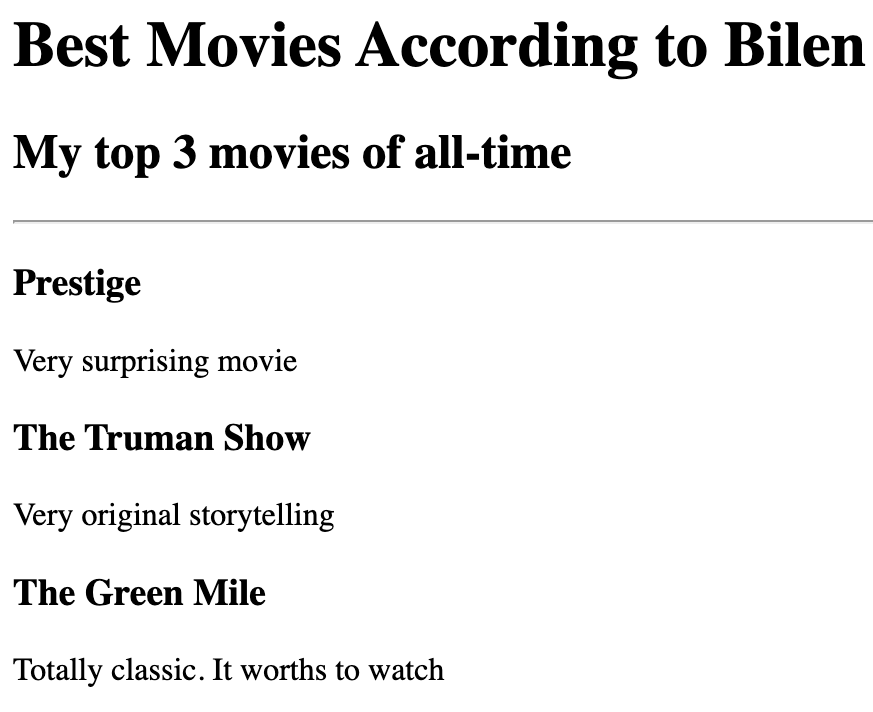 Best Movies According to Bilen
My top 3 movies of all-time
Prestige
Very surprising movie
The Truman Show
Very original storytelling
The Green Mile
Totally classic. It worths to watch